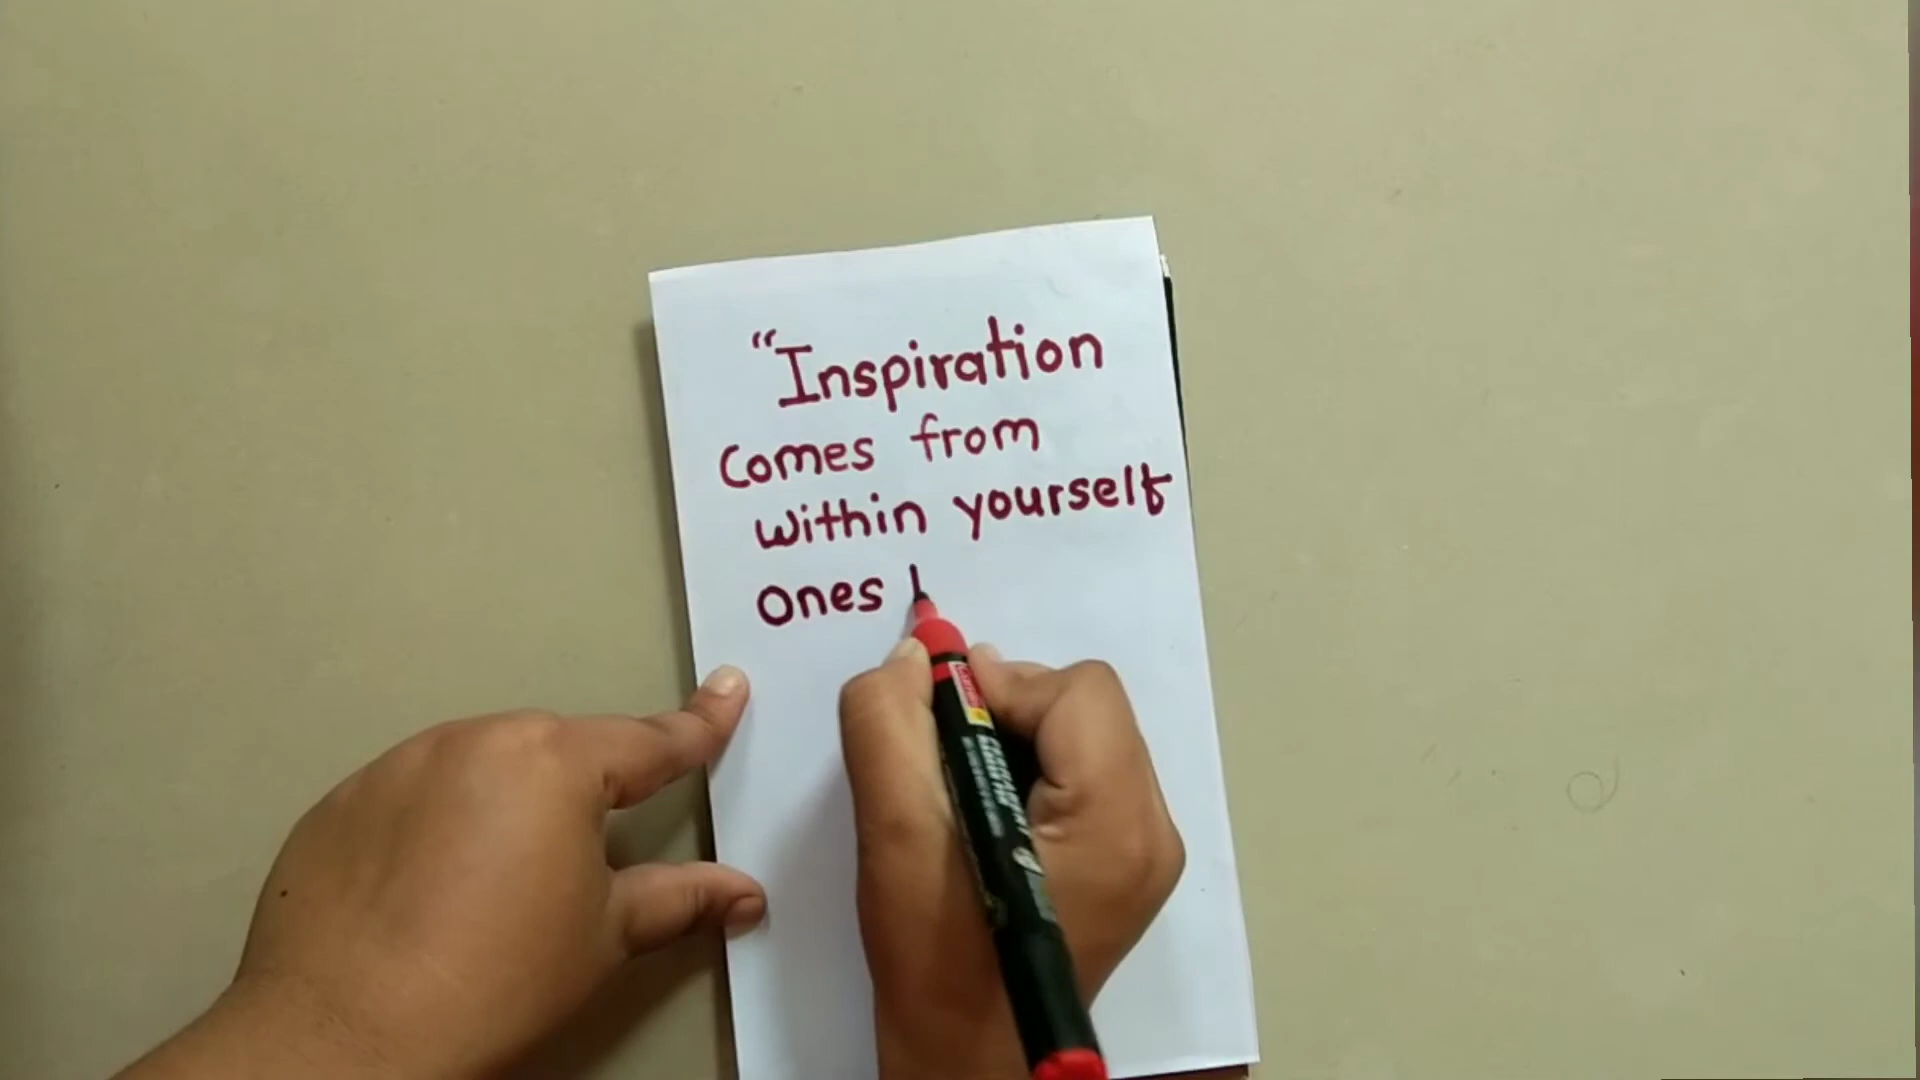 “Inspiration
Comes from
within yourself
Ones